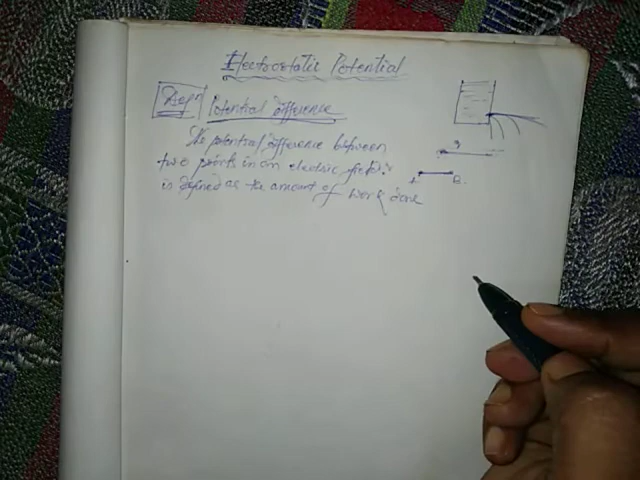 Electrostatic Potential
Defn Potential difference
The potential difference between
two points in an electric field
is defined as the amount of work done
A B